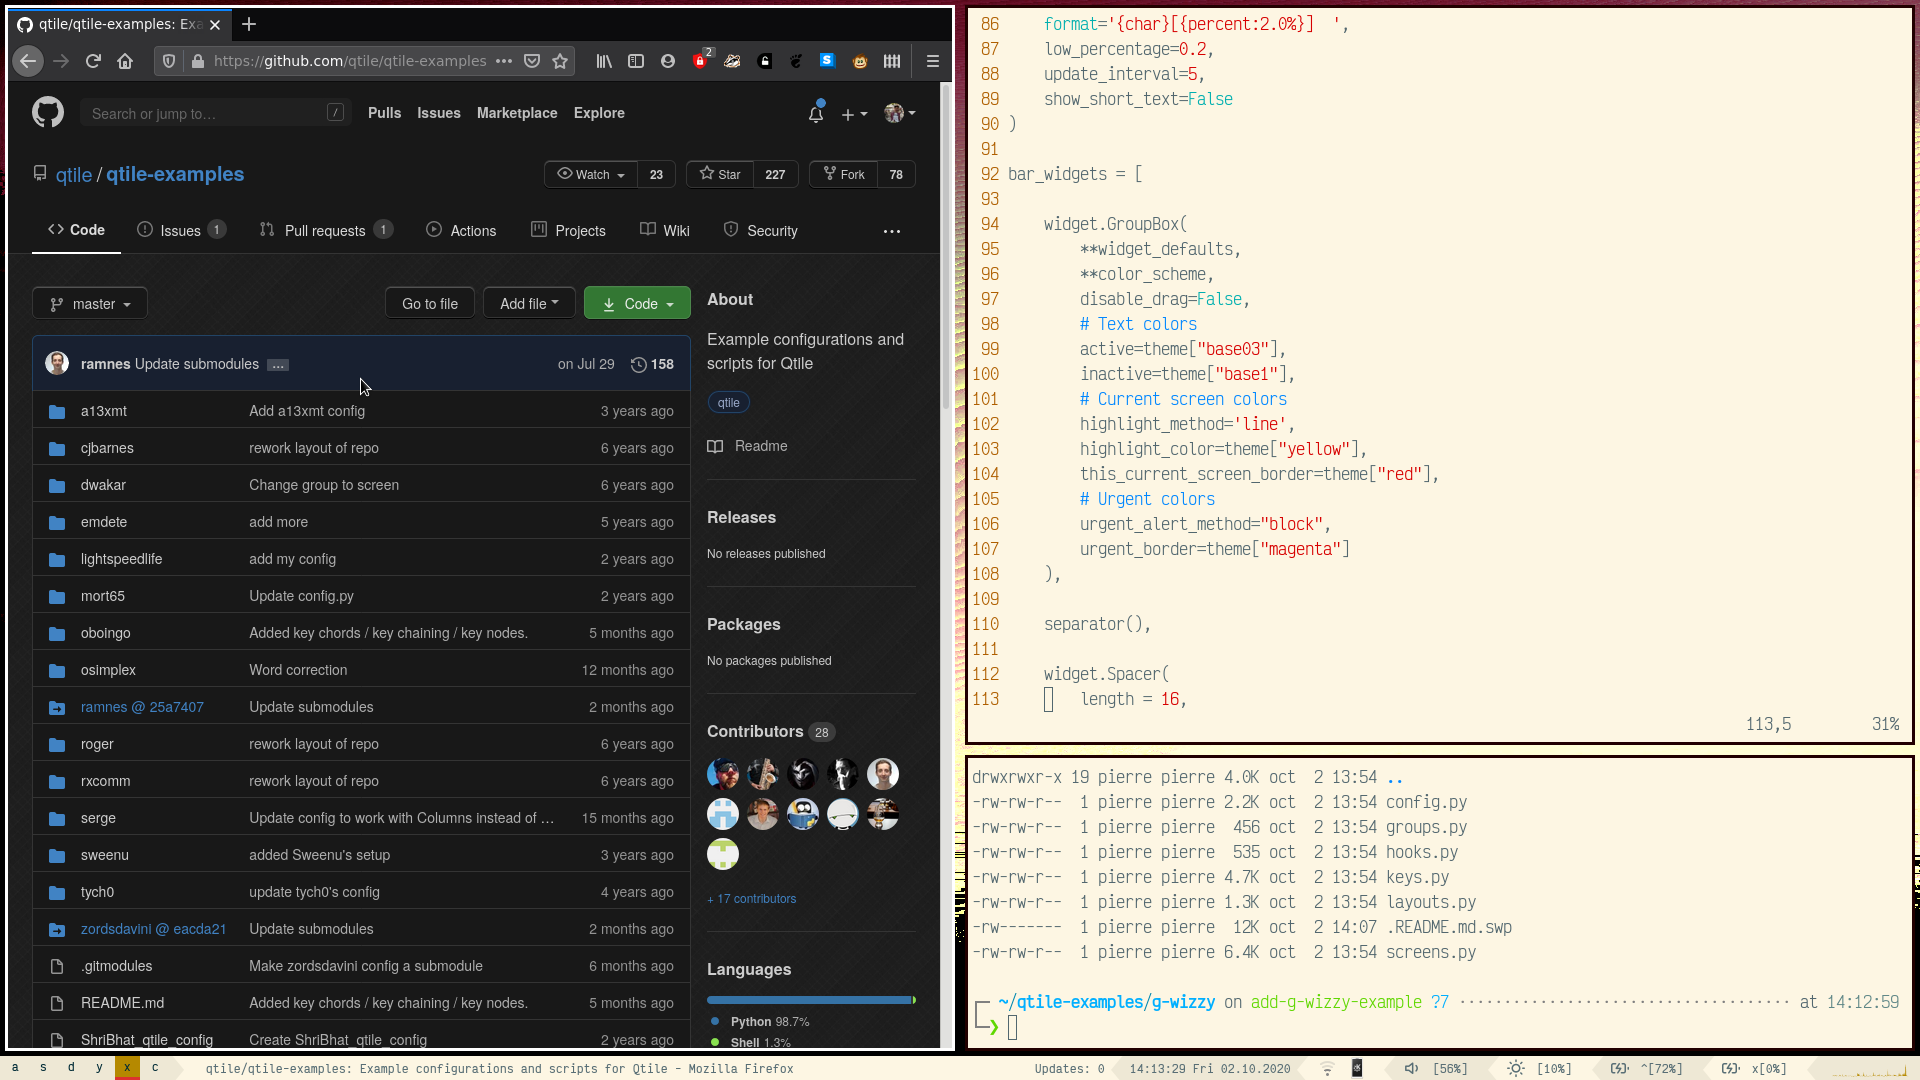 qtile/qtile-examples: Exa
https://github.com/qtile/qtile-examples
2
Search or jump to…
/
Pulls Issues Marketplace Explore
qtile / qtile-examples
Watch 23
Star 227
Fork 78
Code
Issues 1
Pull requests 1
Actions
Projects
Wiki
Security
master
Go to file
Add file
Code
ramnes Update submodules … on Jul 29 158
a13xmt Add a13xmt config 3 years ago
cjbarnes rework layout of repo 6 years ago
dwakar Change group to screen 6 years ago
emdete add more 5 years ago
lightspeedlife add my config 2 years ago
mort65 Update config.py 2 years ago
oboingo Added key chords / key chaining / key nodes. 5 months ago
osimplex Word correction 12 months ago
ramnes @ 25a7407 Update submodules 2 months ago
roger rework layout of repo 6 years ago
rxcomm rework layout of repo 6 years ago
serge Update config to work with Columns instead of … 15 months ago
sweenu added Sweenu's setup 3 years ago
tych0 update tych0's config 4 years ago
zordsdavini @ eacda21 Update submodules 2 months ago
.gitmodules Make zordsdavini config a submodule 6 months ago
README.md Added key chords / key chaining / key nodes. 5 months ago
ShriBhat_qtile_config Create ShriBhat_qtile_config 2 years ago
About
Example configurations and
scripts for Qtile
qtile
Readme
Releases
No releases published
Packages
No packages published
Contributors 28
+ 17 contributors
Languages
Python 98.7%
Shell 1.3%
86 format='{char}[{percent:2.0%}] ',
87 low_percentage=0.2,
88 update_interval=5,
89 show_short_text=False
90 )
91
92 bar_widgets = [
93
94 widget.GroupBox(
95 **widget_defaults,
96 **color_scheme,
97 disable_drag=False,
98 # Text colors
99 active=theme["base03"],
100 inactive=theme["base1"],
101 # Current screen colors
102 highlight_method='line',
103 highlight_color=theme["yellow"],
104 this_current_screen_border=theme["red"],
105 # Urgent colors
106 urgent_alert_method="block",
107 urgent_border=theme["magenta"]
108 ),
109
110 separator(),
111
112 widget.Spacer(
113 length = 16,
113,5 31%
drwxrwxr-x 19 pierre pierre 4.0K oct 2 13:54 ..
-rw-rw-r-- 1 pierre pierre 2.2K oct 2 13:54 config.py
-rw-rw-r-- 1 pierre pierre 456 oct 2 13:54 groups.py
-rw-rw-r-- 1 pierre pierre 535 oct 2 13:54 hooks.py
-rw-rw-r-- 1 pierre pierre 4.7K oct 2 13:54 keys.py
-rw-rw-r-- 1 pierre pierre 1.3K oct 2 13:54 layouts.py
-rw------- 1 pierre pierre 12K oct 2 14:07 .README.md.swp
-rw-rw-r-- 1 pierre pierre 6.4K oct 2 13:54 screens.py
~/qtile-examples/g-wizzy on add-g-wizzy-example ?7 at 14:12:59
❯
a s d y x c qtile/qtile-examples: Example configurations and scripts for Qtile - Mozilla Firefox Updates: 0 14:13:29 Fri 02.10.2020 [56%] [10%] ^[72%] x[0%]